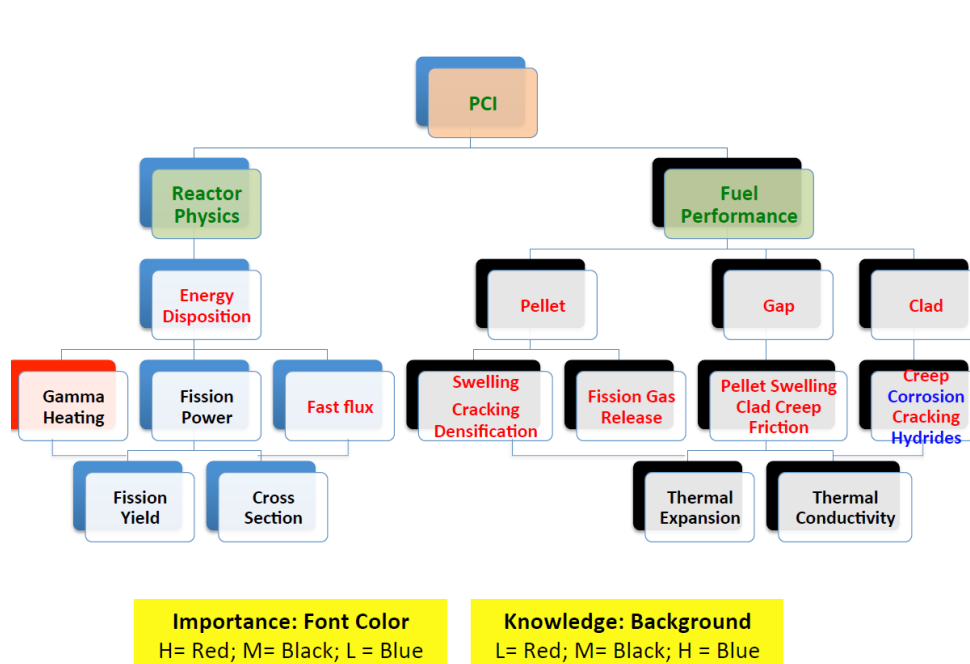 PCI
Reactor
Physics
Fuel
Performance
Energy
Disposition
Pellet
Gap
Clad
Gamma
Heating
Fission
Power
Fast flux
Swelling
Cracking
Densification
Fission Gas
Release
Pellet Swelling
Clad Creep
Friction
Creep
Corrosion
Cracking
Hydrides
Fission
Yield
Cross
Section
Thermal
Expansion
Thermal
Conductivity
Importance: Font Color
H= Red; M= Black; L = Blue
Knowledge: Background
L= Red; M= Black; H = Blue